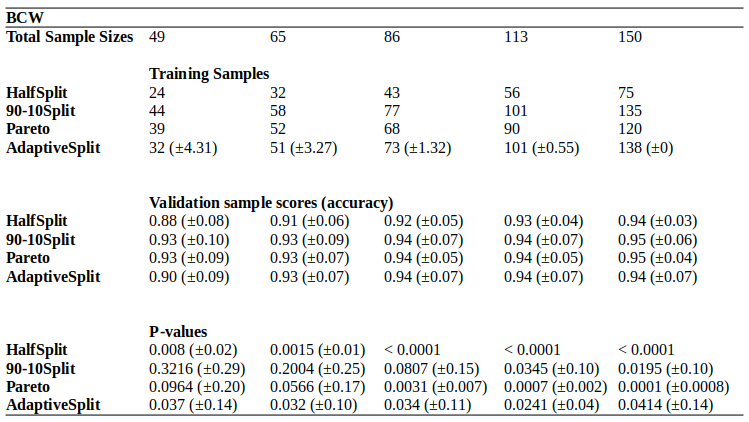 BCW
Total Sample Sizes 49 65 86 113 150
Training Samples
HalfSplit 24 32 43 56 75
90-10Split 44 58 77 101 135
Pareto 39 52 68 90 120
AdaptiveSplit 32 (±4.31) 51 (±3.27) 73 (±1.32) 101 (±0.55) 138 (±0)
Validation sample scores (accuracy)
HalfSplit 0.88 (±0.08) 0.91 (±0.06) 0.92 (±0.05) 0.93 (±0.04) 0.94 (±0.03)
90-10Split 0.93 (±0.10) 0.93 (±0.09) 0.94 (±0.07) 0.94 (±0.07) 0.95 (±0.06)
Pareto 0.93 (±0.09) 0.93 (±0.07) 0.94 (±0.05) 0.94 (±0.05) 0.95 (±0.04)
AdaptiveSplit 0.90 (±0.09) 0.93 (±0.07) 0.94 (±0.07) 0.94 (±0.07) 0.94 (±0.07)
P-values
HalfSplit 0.008 (±0.02) 0.0015 (±0.01) < 0.0001 < 0.0001 < 0.0001
90-10Split 0.3216 (±0.29) 0.2004 (±0.25) 0.0807 (±0.15) 0.0345 (±0.10) 0.0195 (±0.10)
Pareto 0.0964 (±0.20) 0.0566 (±0.17) 0.0031 (±0.007) 0.0007 (±0.002) 0.0001 (±0.0008)
AdaptiveSplit 0.037 (±0.14) 0.032 (±0.10) 0.034 (±0.11) 0.0241 (±0.04) 0.0414 (±0.14)